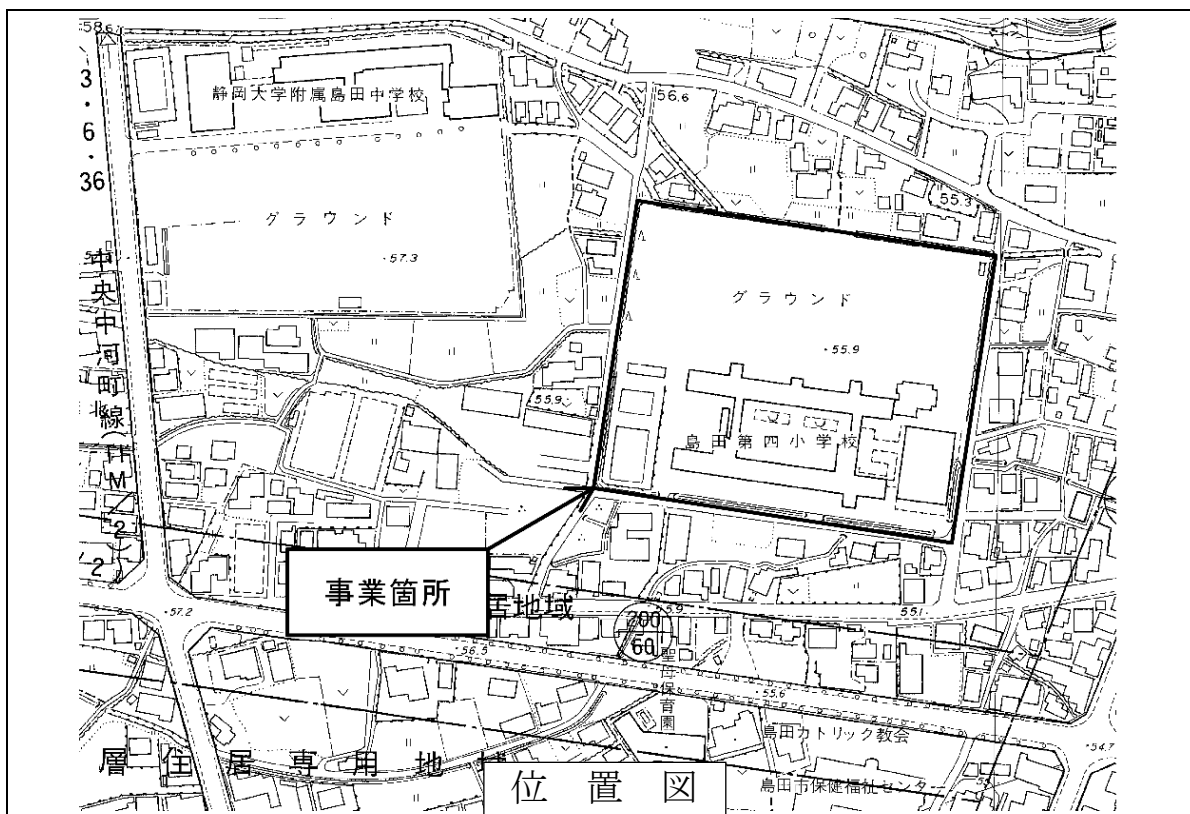 58.6
3・6・36
静岡大学附属島田中学校
56.6
55.3
グラウンド
57.3
グラウンド
55.9
中央中河町線
55.9
島田第四小学校
事業箇所
居地域
57.2
200
60
55.1
56.5
聖母保育園
55.6
島田カトリック教会
54.7
層住居専用地
位置図
島田市保健福祉センター